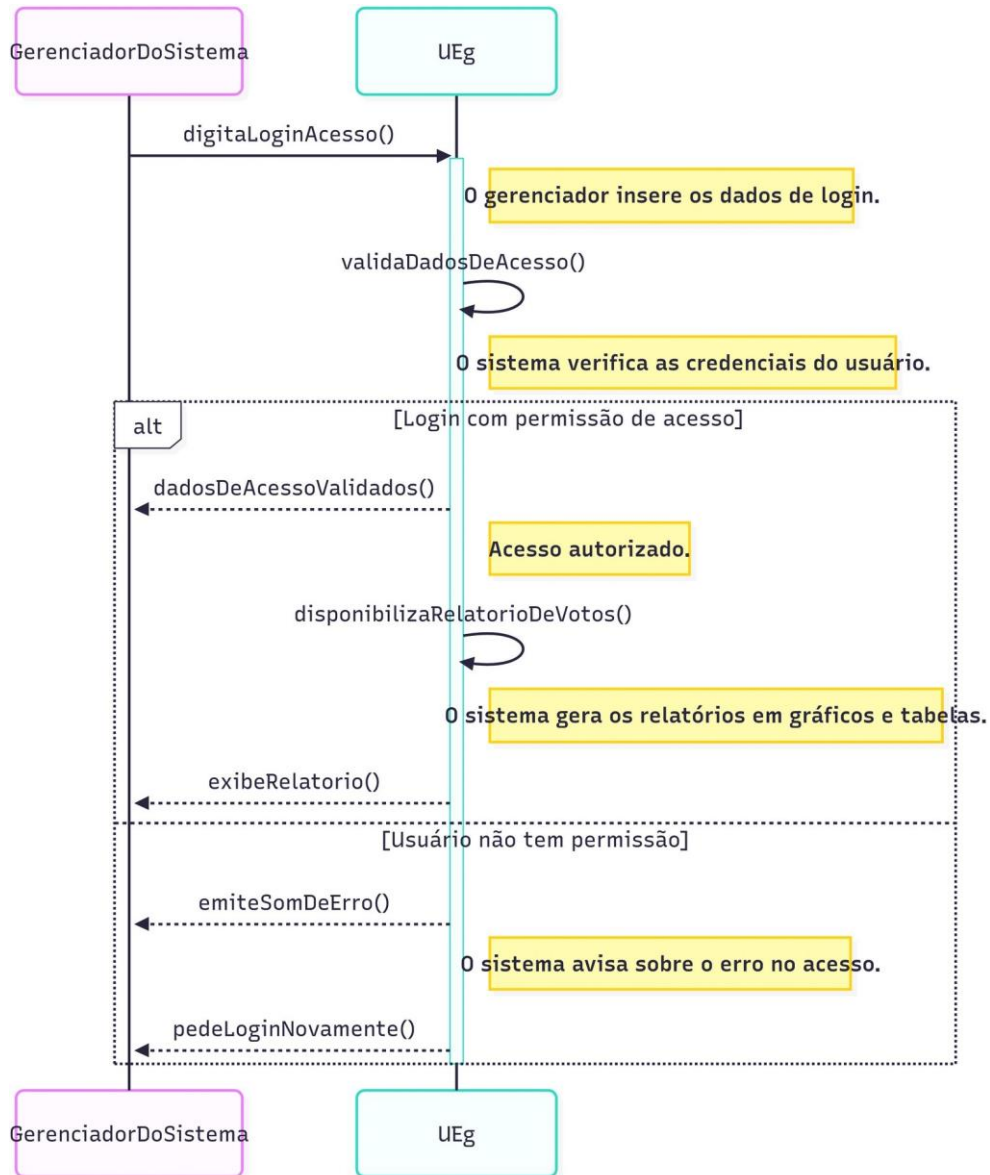 GerenciadorDoSistema
UEg
digitaLoginAcesso()
O gerenciador insere os dados de login.
validaDadosDeAcesso()
O sistema verifica as credenciais do usuário.
alt
[Login com permissão de acesso]
dadosDeAcessoValidados()
Acesso autorizado.
disponibilizaRelatorioDeVotos()
O sistema gera os relatórios em gráficos e tabelas.
exibeRelatorio()
[Usuário não tem permissão]
emiteSomDeErro()
O sistema avisa sobre o erro no acesso.
pedeLoginNovamente()
GerenciadorDoSistema
UEg